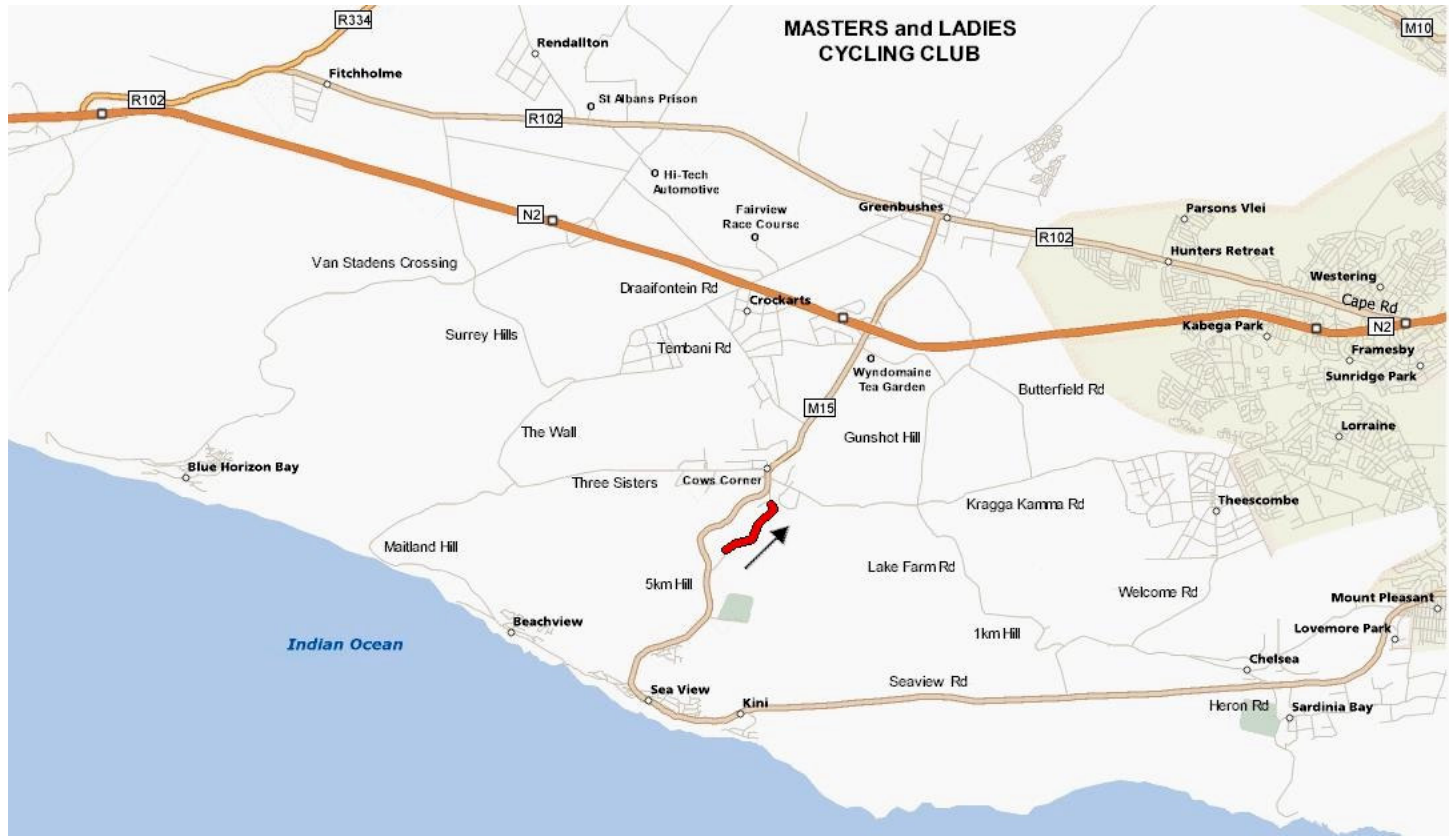 MASTERS and LADIES
CYCLING CLUB
R334
M10
Rendallton
Fitchholme
R102
St Albans Prison
R102
Hi-Tech
Automotive
Fairview
Race Course
Greenbushes
Parsons Vlei
N2
R102
Hunters Retreat
Van Stadens Crossing
Westering
Draaifontein Rd
Crockarts
Cape Rd
Kabega Park
N2
Surrey Hills
Tembani Rd
Framesby
Wyndomaine
Tea Garden
Sunridge Park
Butterfield Rd
M15
The Wall
Gunshot Hill
Lorraine
Blue Horizon Bay
Three Sisters
Cows Corner
Kragga Kamma Rd
Theescombe
Maitland Hill
5km Hill
Lake Farm Rd
Welcome Rd
Mount Pleasant
Beachview
1km Hill
Lovemore Park
Indian Ocean
Chelsea
Seaview Rd
Sea View
Kini
Heron Rd
Sardinia Bay